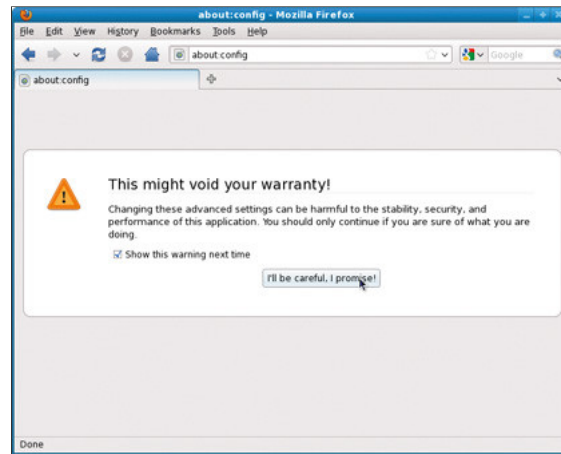 about:config - Mozilla Firefox
File Edit View History Bookmarks Tools Help
about:config Google
about:config
This might void your warranty!
Changing these advanced settings can be harmful to the stability, security, and
performance of this application. You should only continue if you are sure of what you are
doing.
Show this warning next time
I'll be careful, I promise!
Done